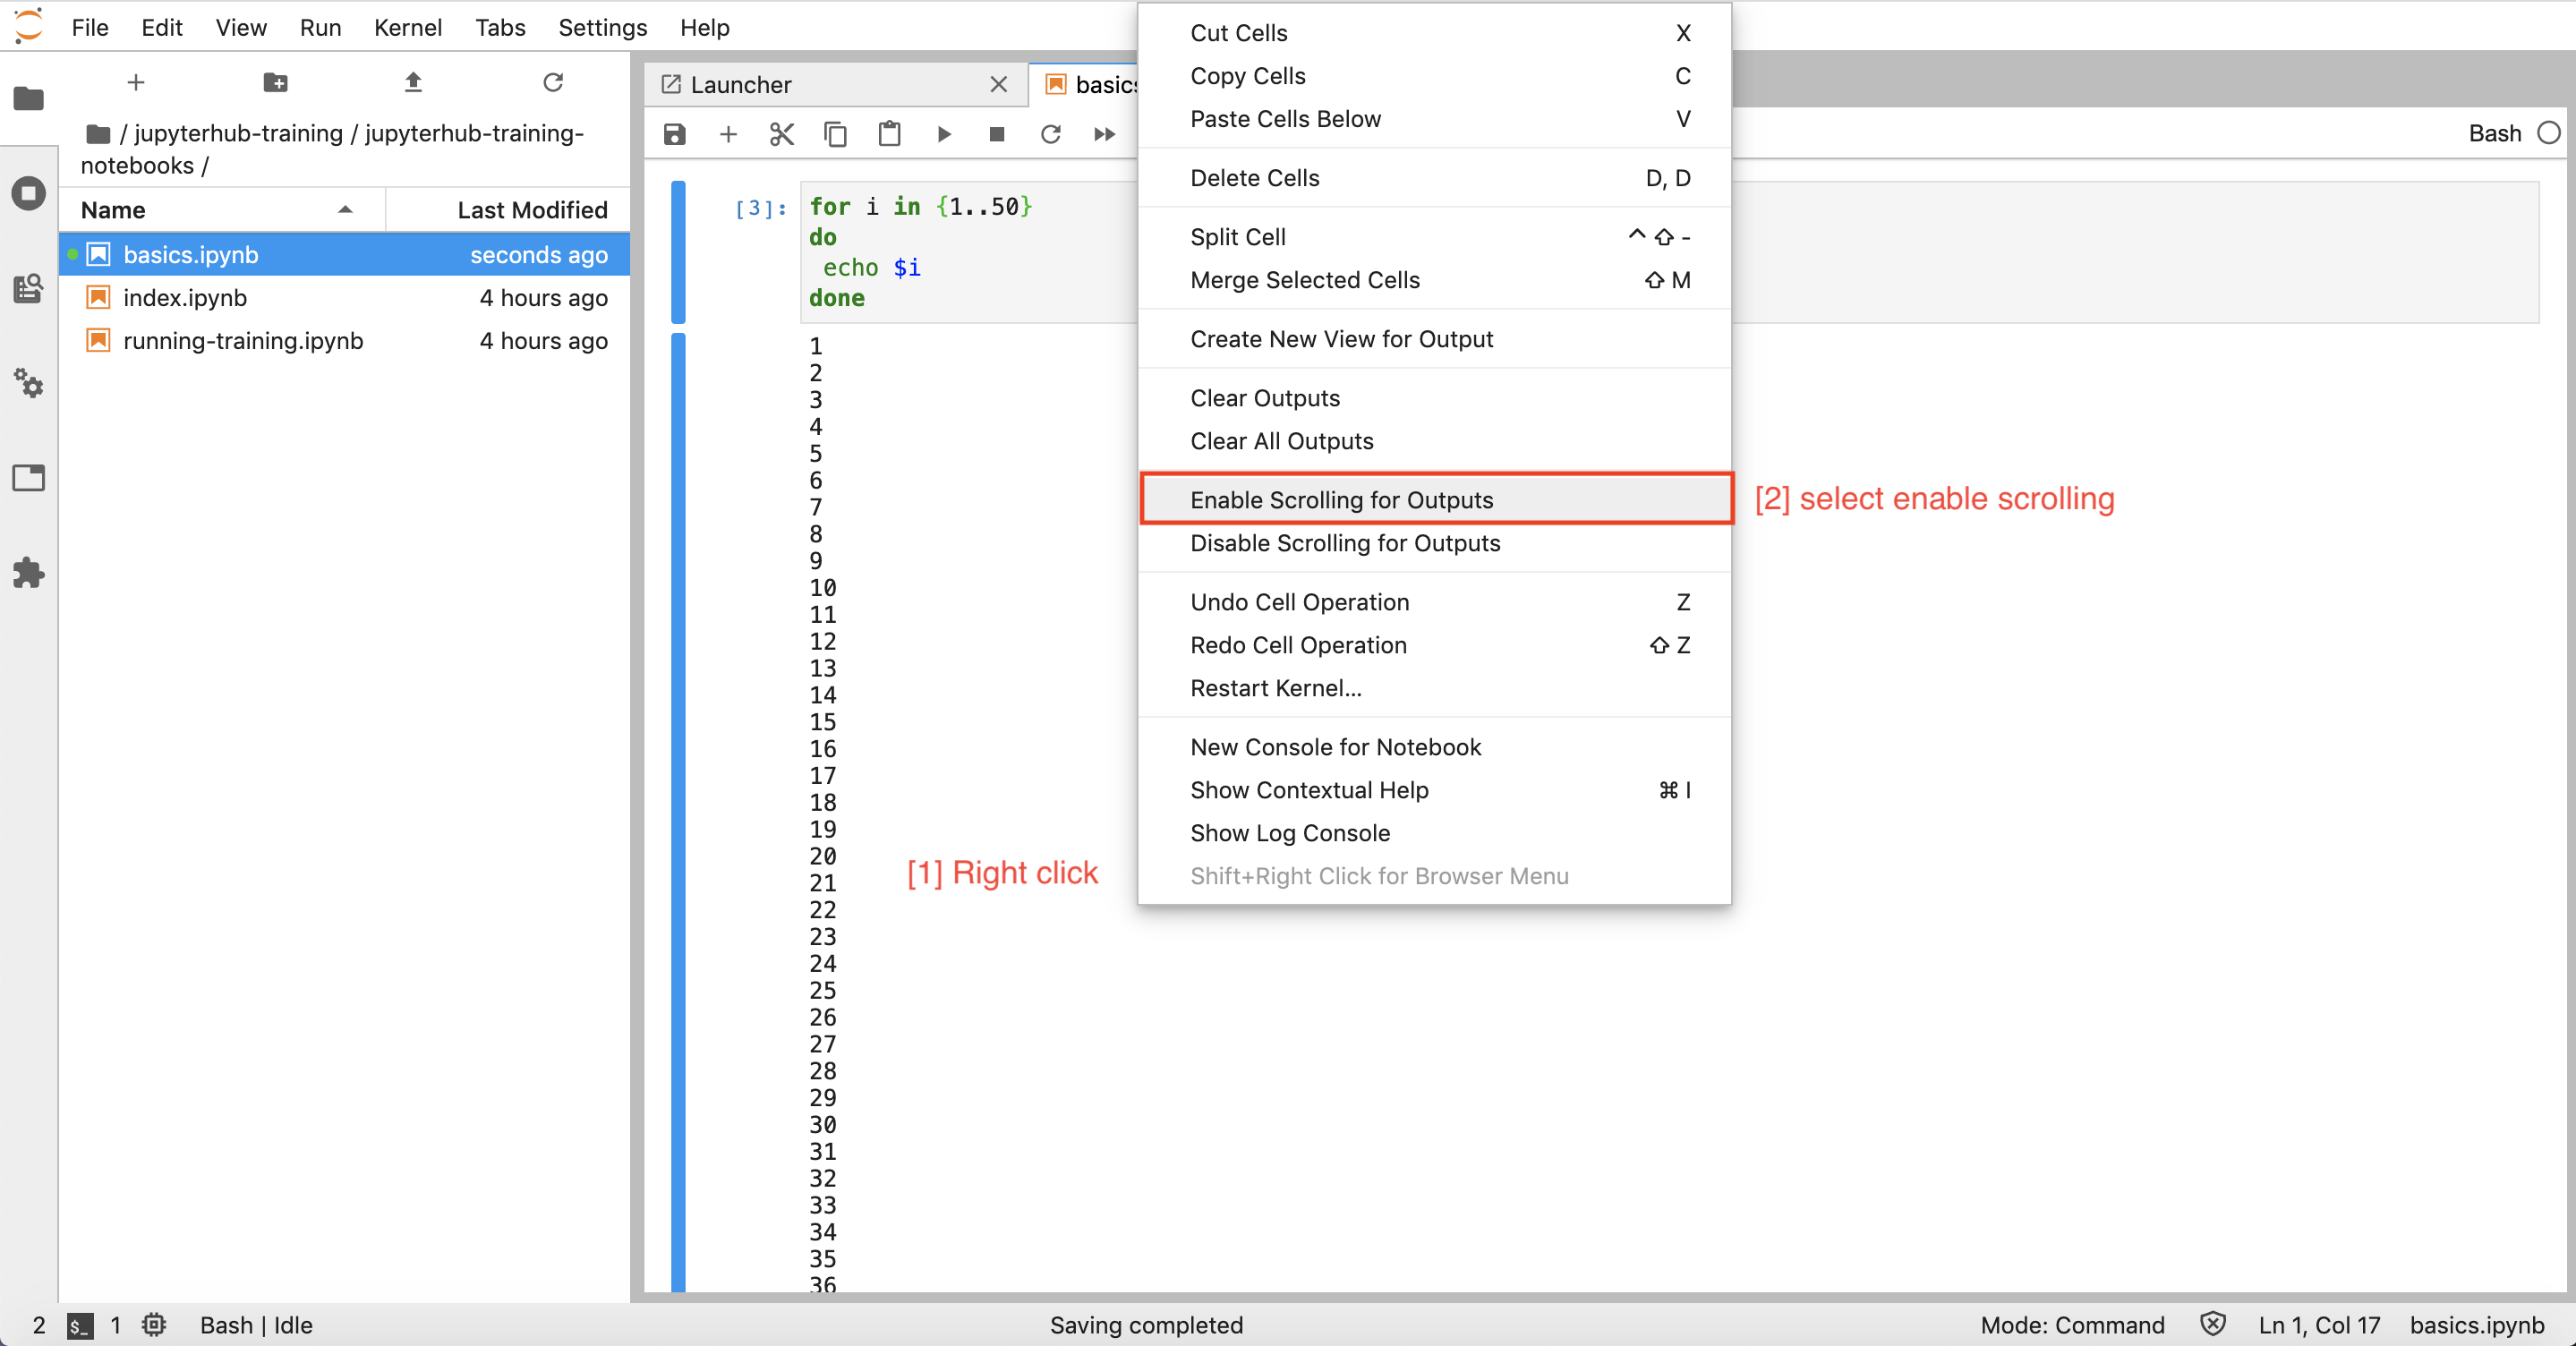 File Edit View Run Kernel Tabs Settings Help
/ jupyterhub-training / jupyterhub-training-
notebooks /
Name Last Modified
basics.ipynb seconds ago
index.ipynb 4 hours ago
running-training.ipynb 4 hours ago
Launcher
basics
Bash
[3]: for i in {1..50}
do
echo $i
done
1
2
3
4
5
6
7
8
9
10
11
12
13
14
15
16
17
18
19
20
21
22
23
24
25
26
27
28
29
30
31
32
33
34
35
36
[1] Right click
Cut Cells X
Copy Cells C
Paste Cells Below V
Delete Cells D, D
Split Cell ^ ⇧ -
Merge Selected Cells ⇧ M
Create New View for Output
Clear Outputs
Clear All Outputs
Enable Scrolling for Outputs
Disable Scrolling for Outputs
Undo Cell Operation Z
Redo Cell Operation ⇧ Z
Restart Kernel...
New Console for Notebook
Show Contextual Help ⌘ I
Show Log Console
Shift+Right Click for Browser Menu
[2] select enable scrolling
2 $_ 1 Bash | Idle Saving completed Mode: Command Ln 1, Col 17 basics.ipynb